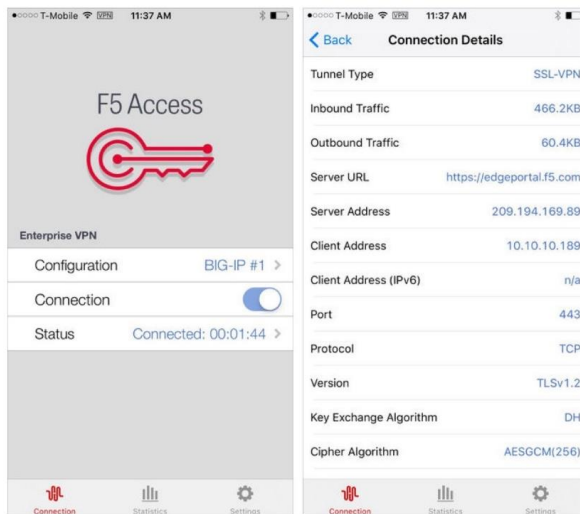 T-Mobile VPN 11:37 AM
F5 Access
Enterprise VPN
Configuration BIG-IP #1 >
Connection
Status Connected: 00:01:44 >
Connection Statistics Settings
T-Mobile VPN 11:37 AM
Back Connection Details
Tunnel Type SSL-VPN
Inbound Traffic 466.2KB
Outbound Traffic 60.4KB
Server URL https://edgeportal.f5.com
Server Address 209.194.169.89
Client Address 10.10.10.189
Client Address (IPv6) n/a
Port 443
Protocol TCP
Version TLSv1.2
Key Exchange Algorithm DH
Cipher Algorithm AESGCM(256)
Connection Statistics Settings